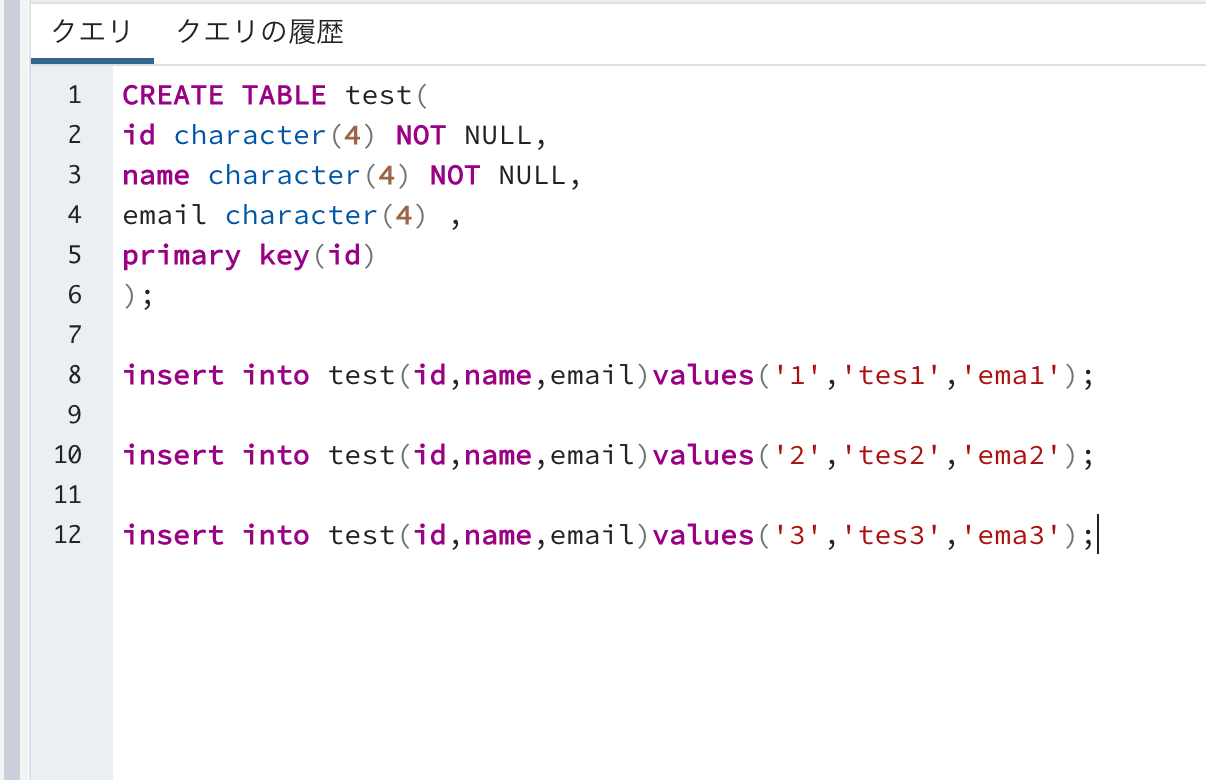 クエリ クエリの履歴
1 CREATE TABLE test(
2 id character(4) NOT NULL,
3 name character(4) NOT NULL,
4 email character(4) ,
5 primary key(id)
6 );
7
8 insert into test(id,name,email)values('1','tes1','ema1');
9
10 insert into test(id,name,email)values('2','tes2','ema2');
11
12 insert into test(id,name,email)values('3','tes3','ema3');